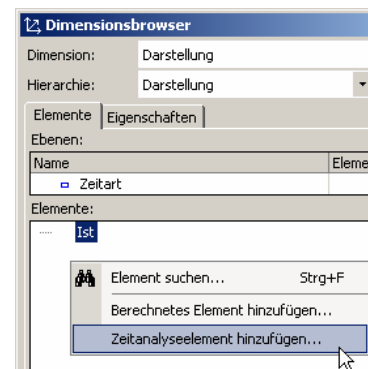 Dimensionsbrowser
Dimension: Darstellung
Hierarchie: Darstellung
Elemente Eigenschaften
Ebenen:
Name Eleme
Zeitart
Elemente:
Ist
Element suchen... Strg+F
Berechnetes Element hinzufügen...
Zeitanalyseelement hinzufügen...